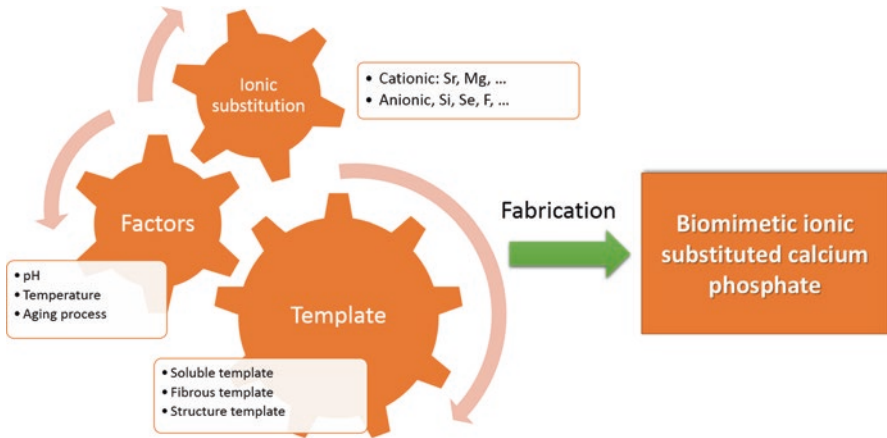 Ionic
substitution
• Cationic: Sr, Mg, ...
• Anionic, Si, Se, F, ...
Factors
• pH
• Temperature
• Aging process
Template
• Soluble template
• Fibrous template
• Structure template
Fabrication
Biomimetic ionic
substituted calcium
phosphate